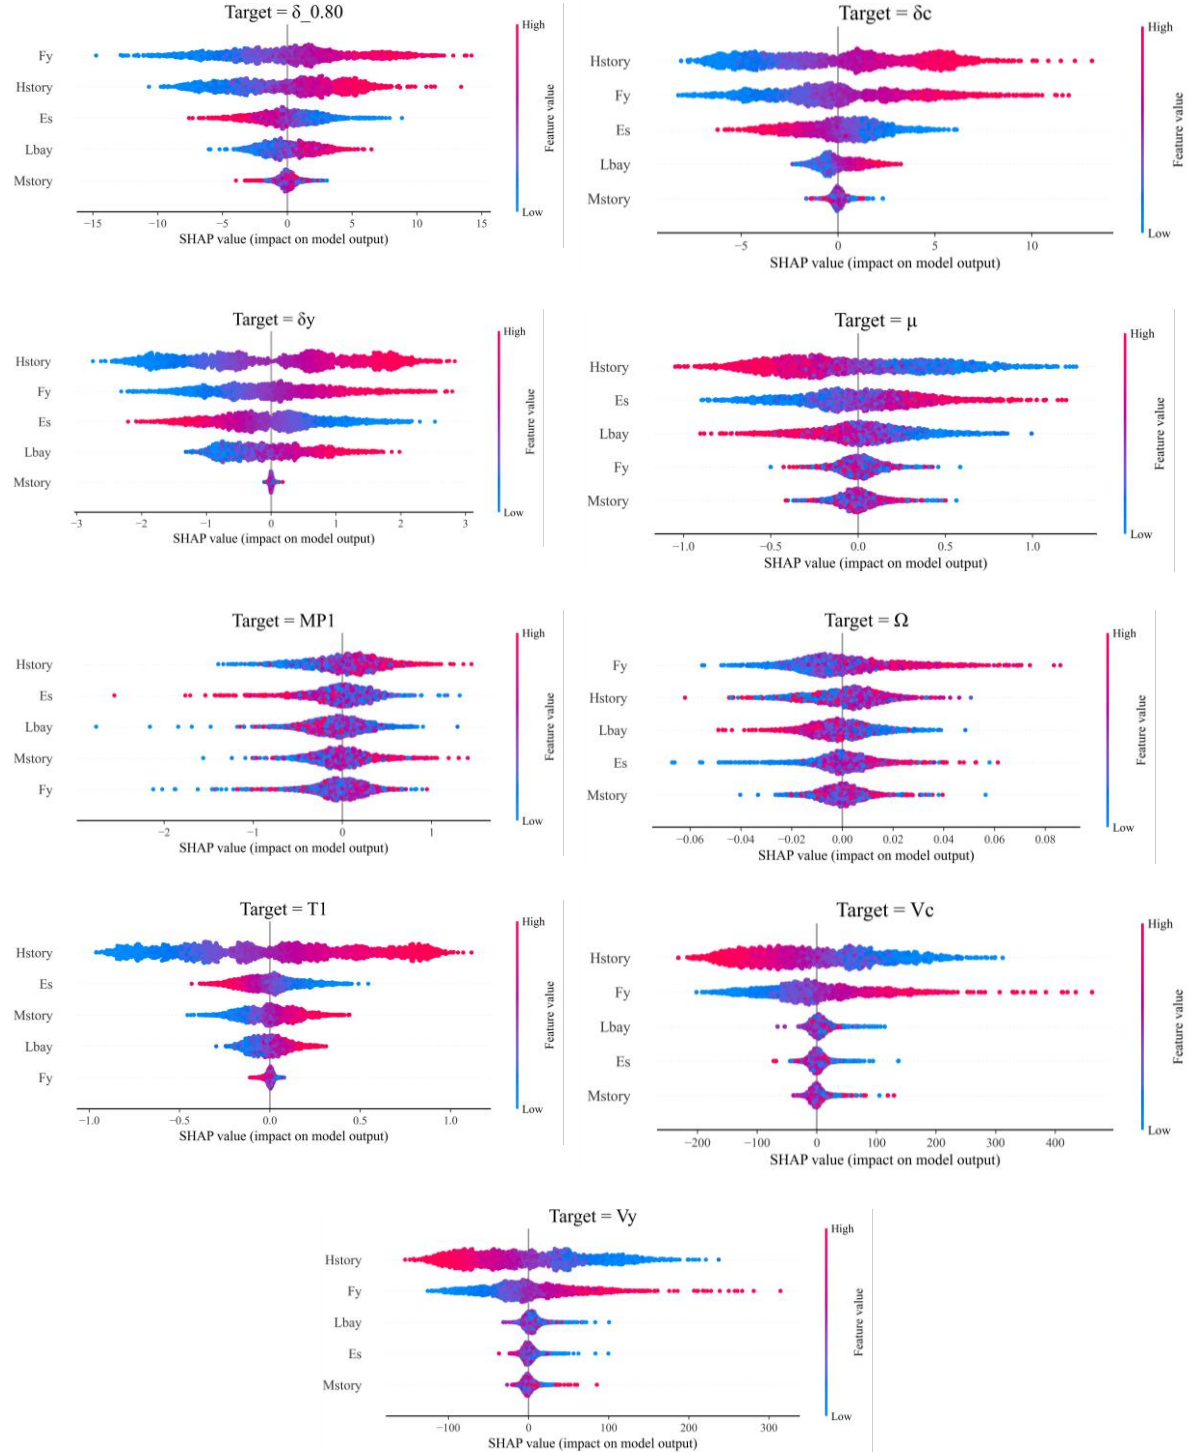 Target = δ_0.80
High
Fy
Hstory
Es
Lbay
Mstory
Feature value
Low
−15 −10 −5 0 5 10 15
SHAP value (impact on model output)
Target = δc
High
Hstory
Fy
Es
Lbay
Mstory
Feature value
Low
−5 0 5 10
SHAP value (impact on model output)
Target = δy
High
Hstory
Fy
Es
Lbay
Mstory
Feature value
Low
−3 −2 −1 0 1 2 3
SHAP value (impact on model output)
Target = μ
High
Hstory
Es
Lbay
Fy
Mstory
Feature value
Low
−1.0 −0.5 0.0 0.5 1.0
SHAP value (impact on model output)
Target = MP1
High
Hstory
Es
Lbay
Mstory
Fy
Feature value
Low
−2 −1 0 1
SHAP value (impact on model output)
Target = Ω
High
Fy
Hstory
Lbay
Es
Mstory
Feature value
Low
−0.06 −0.04 −0.02 0.00 0.02 0.04 0.06 0.08
SHAP value (impact on model output)
Target = T1
High
Hstory
Es
Mstory
Lbay
Fy
Feature value
Low
−1.0 −0.5 0.0 0.5 1.0
SHAP value (impact on model output)
Target = Vc
High
Hstory
Fy
Lbay
Es
Mstory
Feature value
Low
−200 −100 0 100 200 300 400
SHAP value (impact on model output)
Target = Vy
High
Hstory
Fy
Lbay
Es
Mstory
Feature value
Low
−100 0 100 200 300
SHAP value (impact on model output)